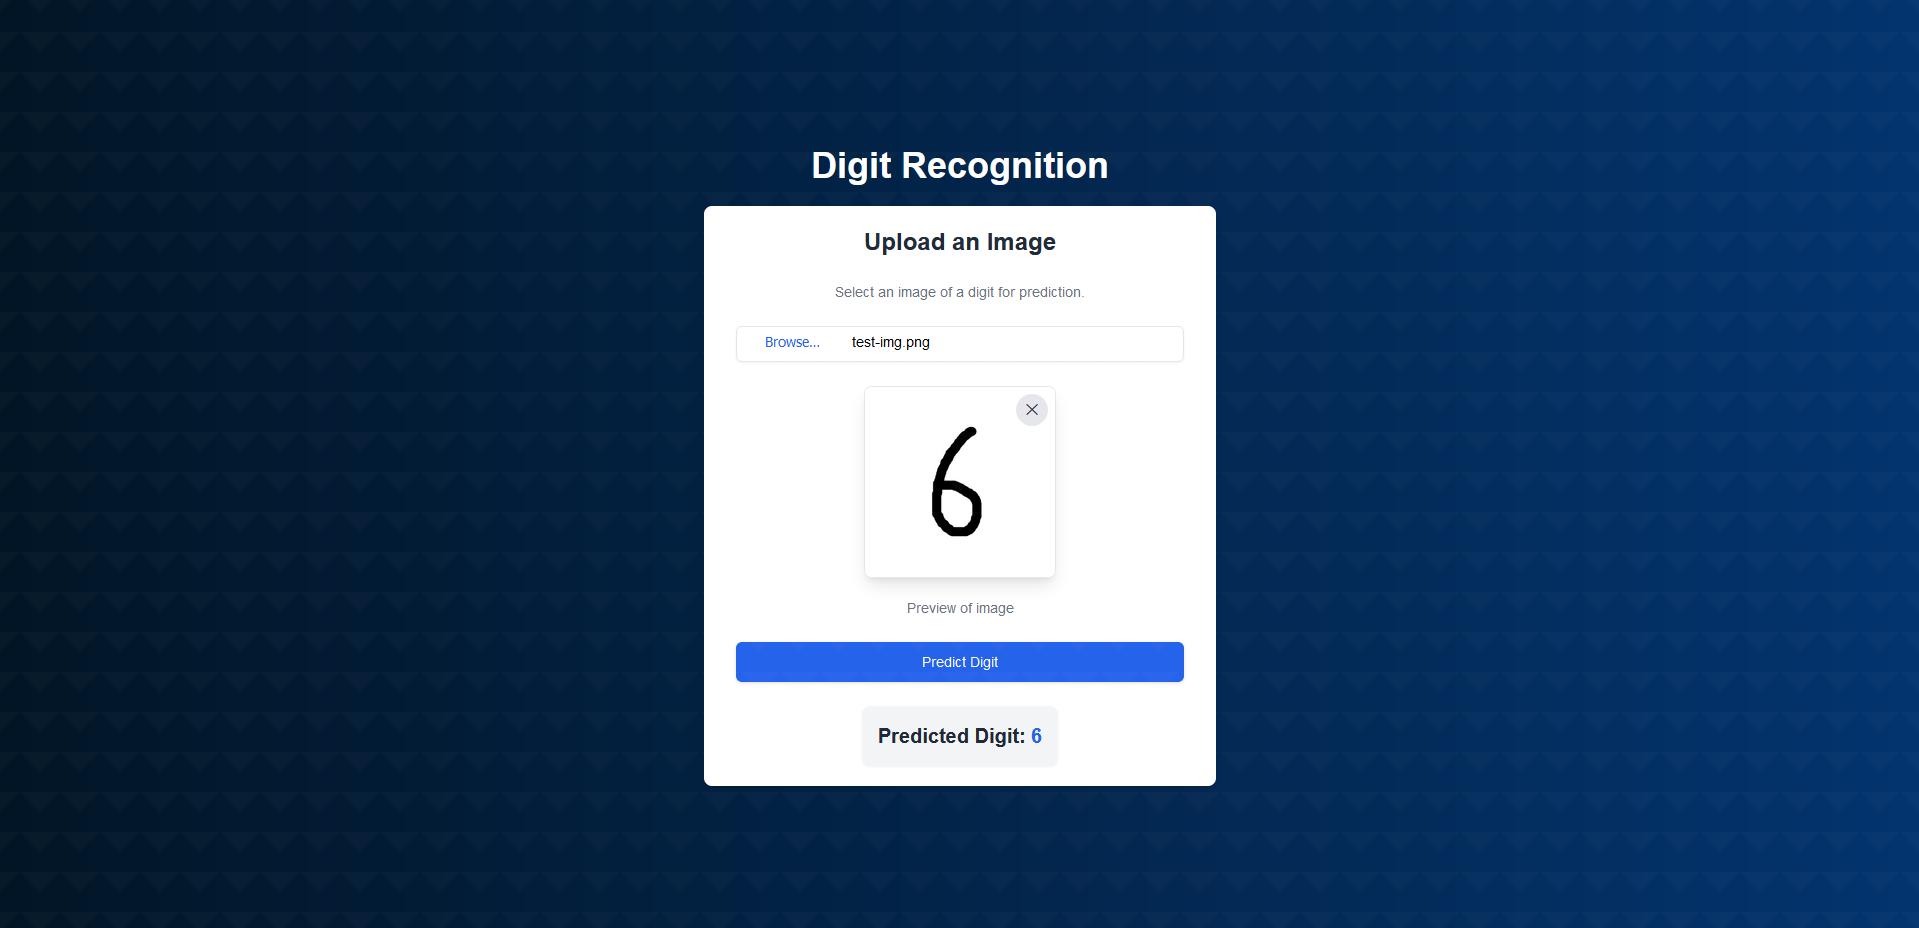 Digit Recognition
Upload an Image
Select an image of a digit for prediction.
Browse... test-img.png
6
Preview of image
Predict Digit
Predicted Digit: 6